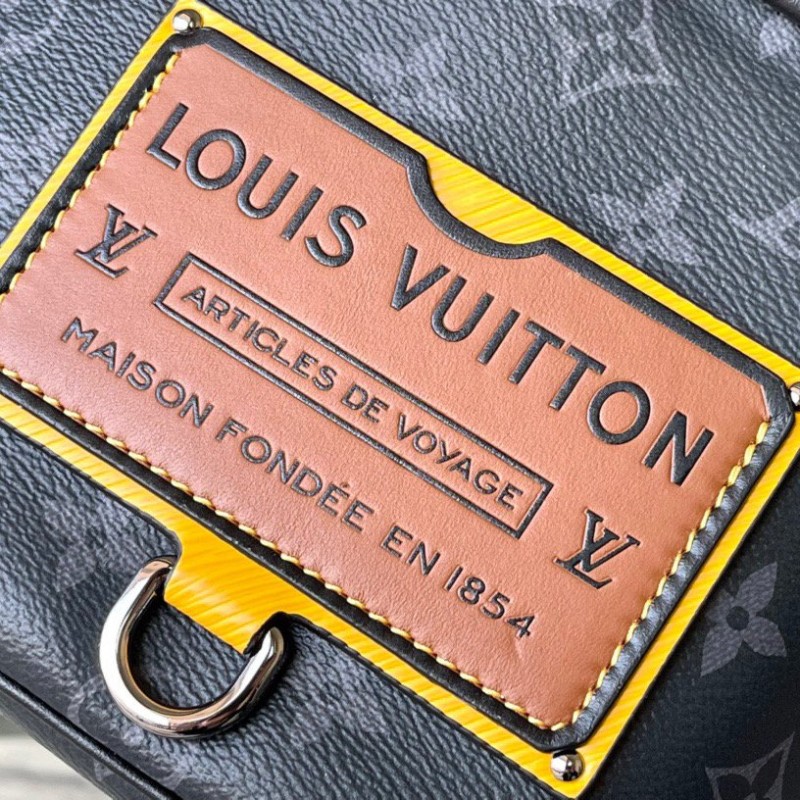 LOUIS VUITTON
LV
ARTICLES DE VOYAGE
LV
MAISON FONDÉE EN 1854